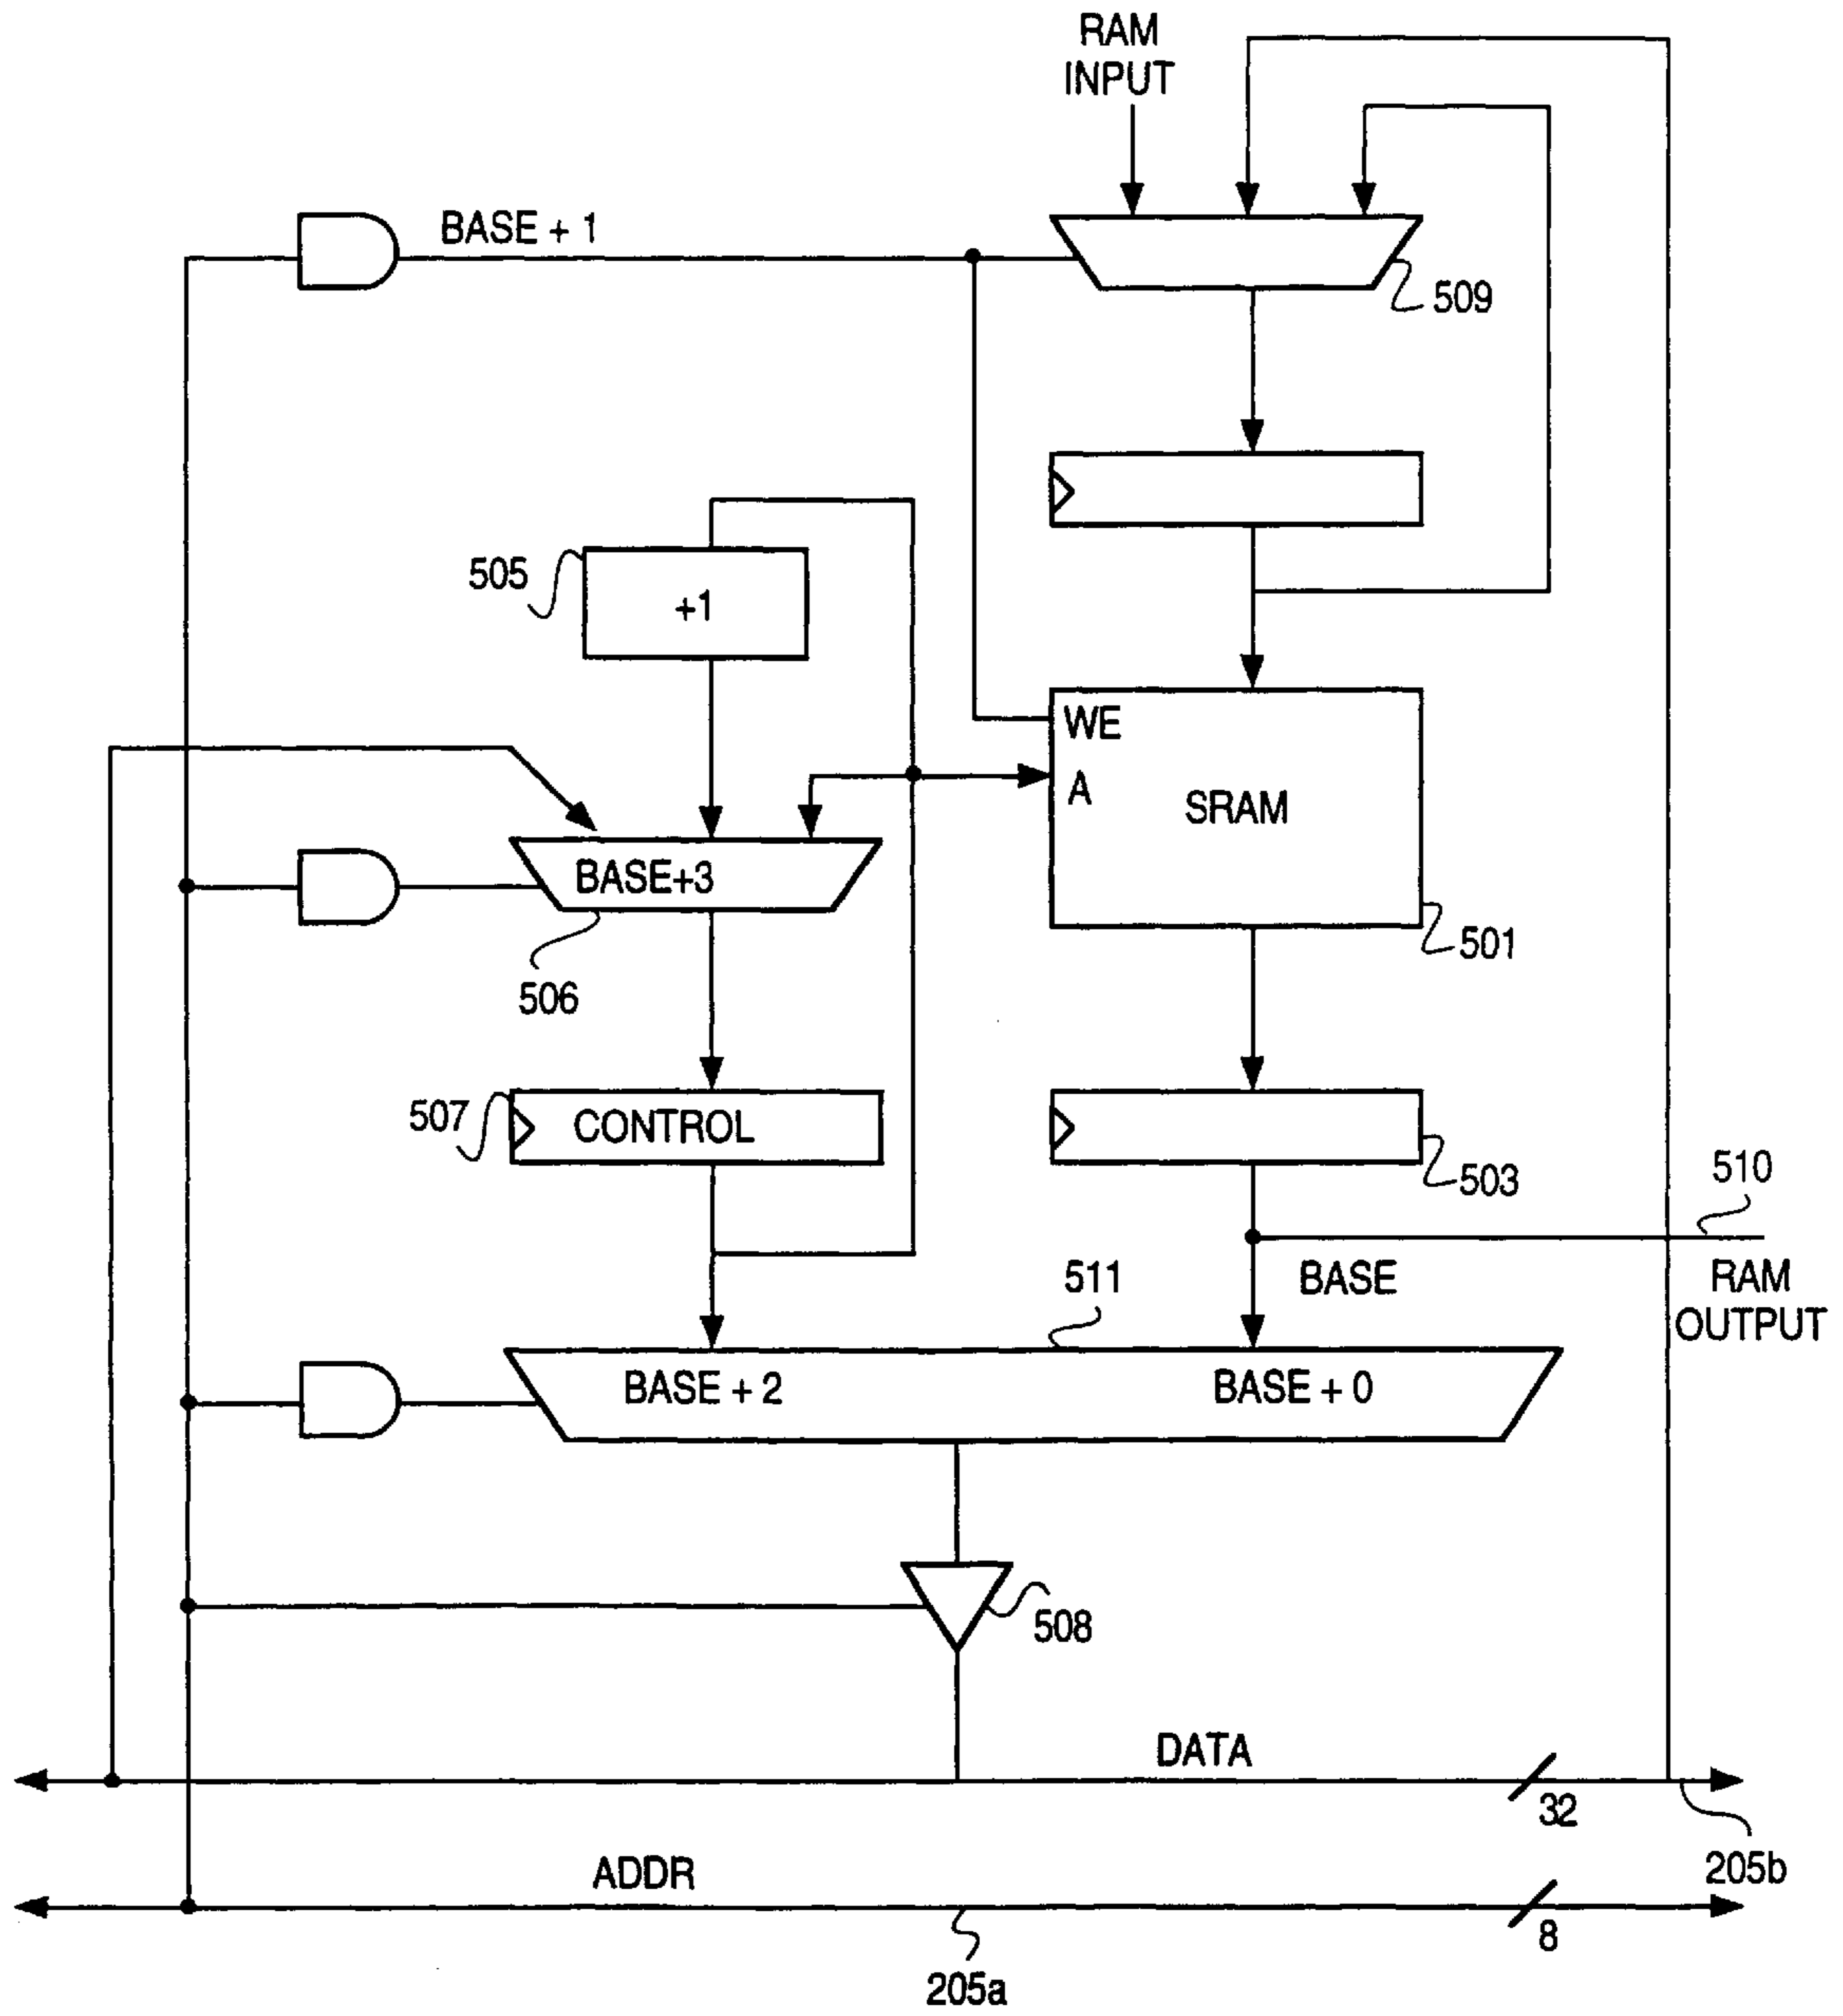 RAM
INPUT
BASE + 1
509
505
+1
WE
A
SRAM
BASE+3
501
506
507
CONTROL
503
510
511
BASE
RAM
OUTPUT
BASE + 2
BASE + 0
508
DATA
32
205b
ADDR
8
205a